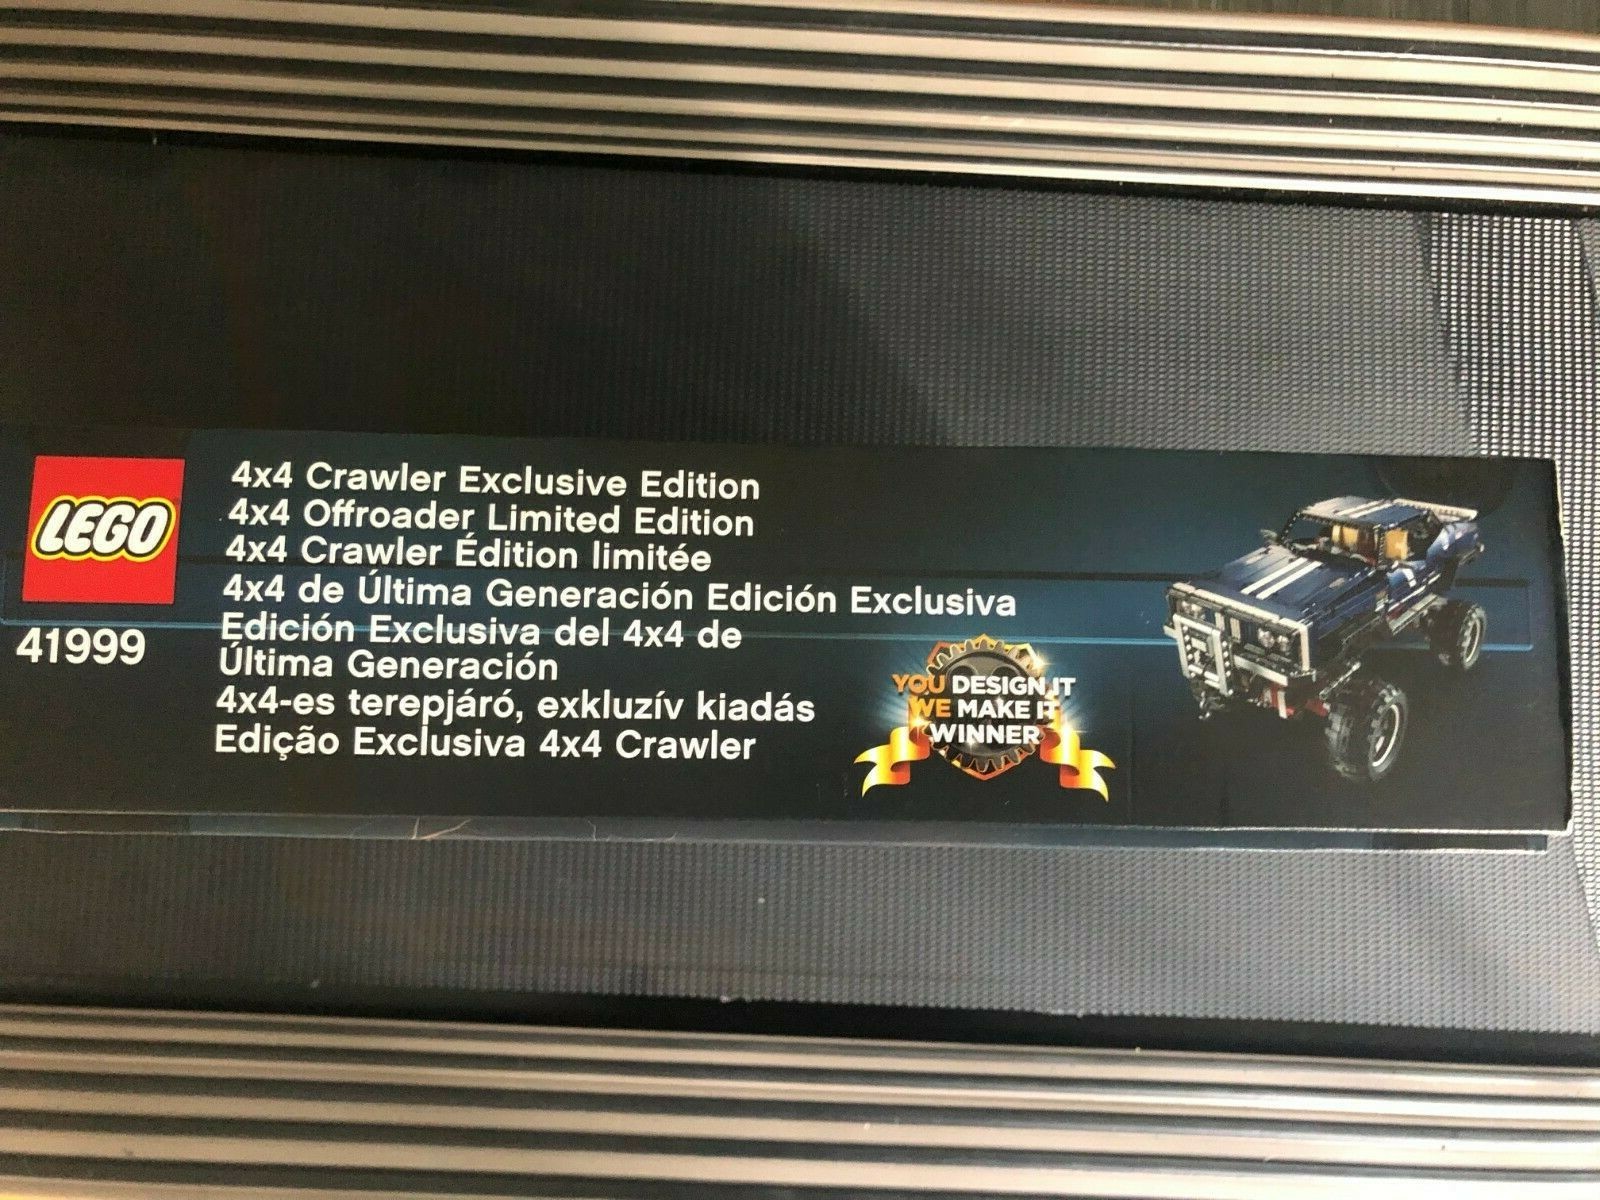 LEGO
41999
4x4 Crawler Exclusive Edition
4x4 Offroader Limited Edition
4x4 Crawler Édition limitée
4x4 de Última Generación Edición Exclusiva
Edición Exclusiva del 4x4 de
Última Generación
4x4-es terepjáró, exkluzív kiadás
Edição Exclusiva 4x4 Crawler
YOU DESIGN IT
WE MAKE IT
WINNER